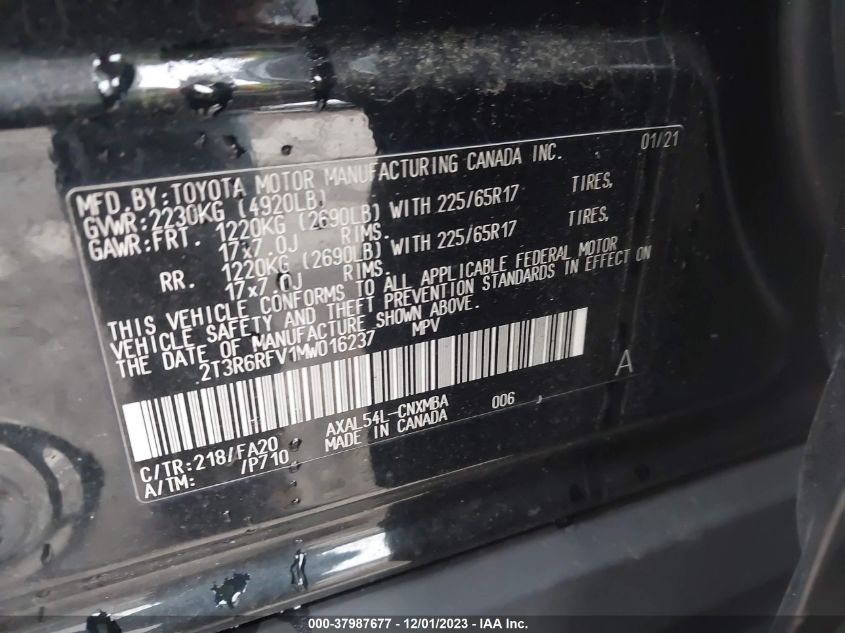 MFD. BY: TOYOTA MOTOR MANUFACTURING CANADA INC. 01/21
GVWR: 2230KG (4920LB)
GAWR: FRT. 1220KG (2690LB) WITH 225/65R17 TIRES,
17x7.0J RIMS.
RR. 1220KG (2690LB) WITH 225/65R17 TIRES,
17x7.0J RIMS.
THIS VEHICLE CONFORMS TO ALL APPLICABLE FEDERAL MOTOR
VEHICLE SAFETY AND THEFT PREVENTION STANDARDS IN EFFECT ON
THE DATE OF MANUFACTURE SHOWN ABOVE.
2T3R6RFV1MW016237 MPV
A
C/TR: 218/FA20 AXAL54L-CNXMBA 006
A/TM: /P710 MADE IN CANADA
000-37987677 - 12/01/2023 - IAA Inc.